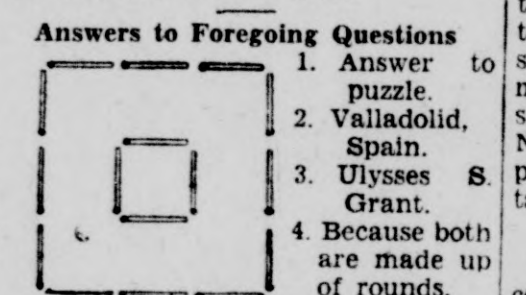 Answers to Foregoing Questions
1. Answer to
puzzle.
2. Valladolid,
Spain.
3. Ulysses S.
Grant.
4. Because both
are made up
of rounds.